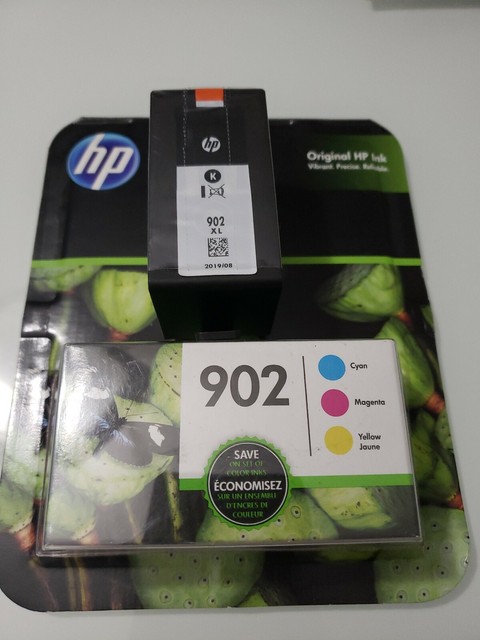 hp
Original HP Ink
Vibrant. Precise. Reliable.
hp
K
902
XL
2019/08
902
Cyan
Magenta
Yellow
Jaune
SAVE
ON SET OF
COLOR INKS
ÉCONOMISEZ
SUR UN ENSEMBLE
D'ENCRES DE
COULEUR